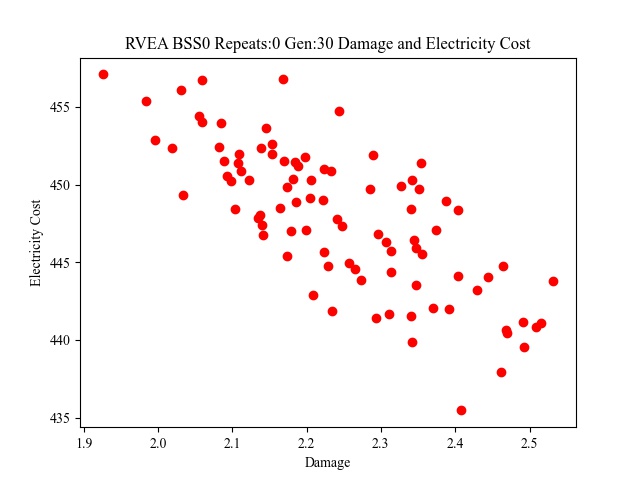 RVEA BSS0 Repeats:0 Gen:30 Damage and Electricity Cost
455
450
445
440
435
Electricity Cost
1.9 2.0 2.1 2.2 2.3 2.4 2.5
Damage